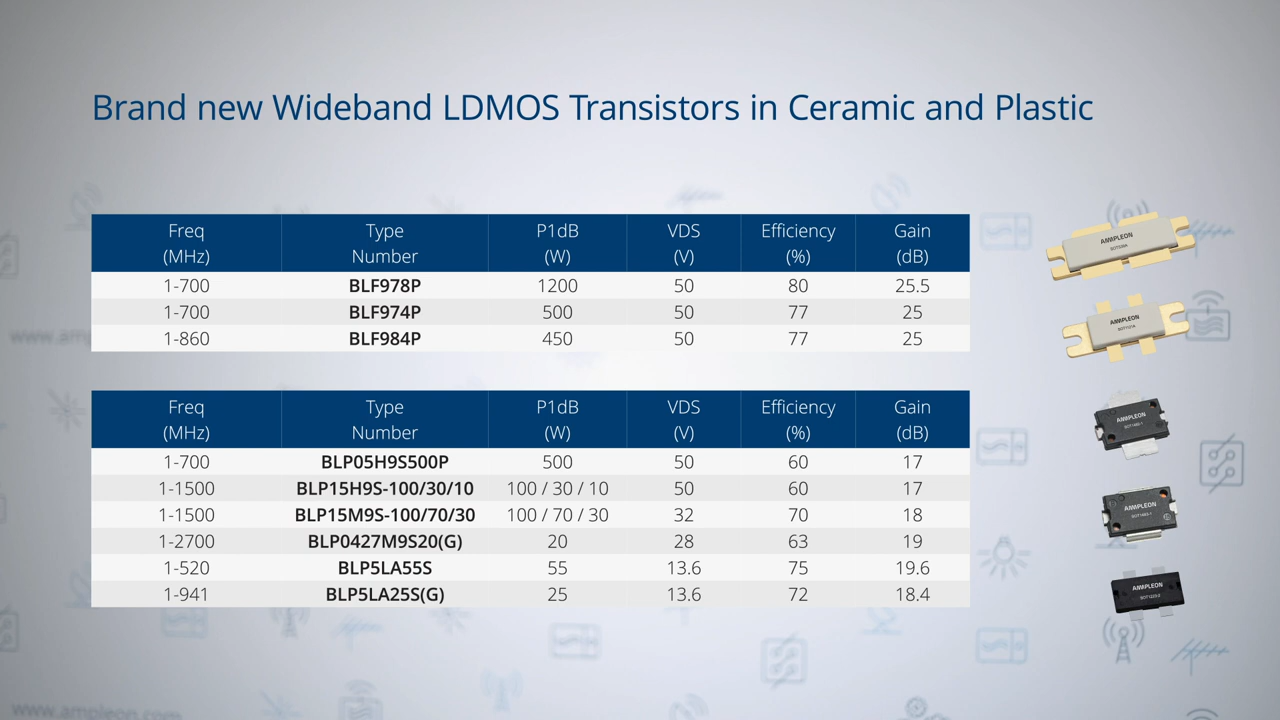 Brand new Wideband LDMOS Transistors in Ceramic and Plastic
Freq (MHz) Type Number P1dB (W) VDS (V) Efficiency (%) Gain (dB)
1-700 BLF978P 1200 50 80 25.5
1-700 BLF974P 500 50 77 25
1-860 BLF984P 450 50 77 25
Freq (MHz) Type Number P1dB (W) VDS (V) Efficiency (%) Gain (dB)
1-700 BLP05H9S500P 500 50 60 17
1-1500 BLP15H9S-100/30/10 100 / 30 / 10 50 60 17
1-1500 BLP15M9S-100/70/30 100 / 70 / 30 32 70 18
1-2700 BLP0427M9S20(G) 20 28 63 19
1-520 BLP5LA55S 55 13.6 75 19.6
1-941 BLP5LA25S(G) 25 13.6 72 18.4
AMPLEON
AMPLEON
AMPLEON
AMPLEON
AMPLEON
www.ampleon.com